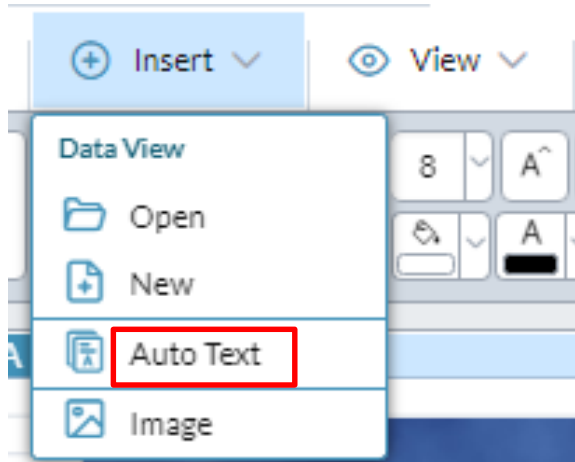 Insert View
Data View
8 A^
Open
A
New
A Auto Text
Image